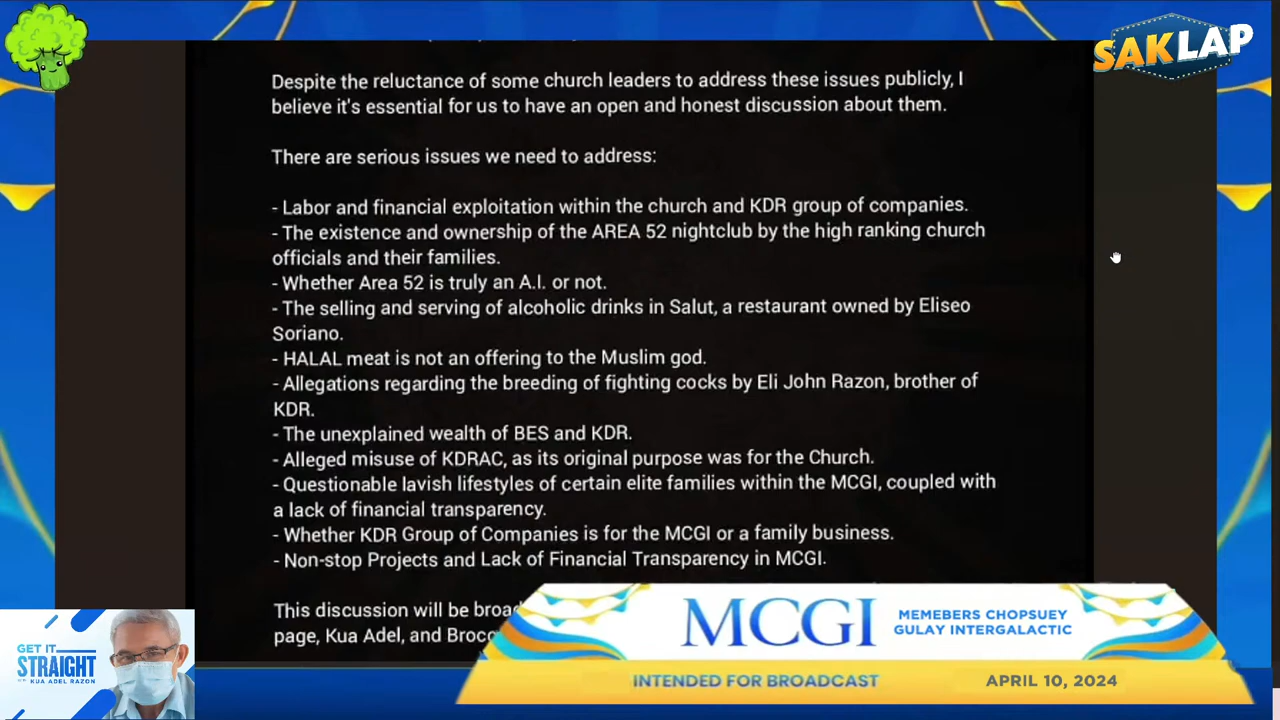 SAKLAP
Despite the reluctance of some church leaders to address these issues publicly, I
believe it's essential for us to have an open and honest discussion about them.
There are serious issues we need to address:
- Labor and financial exploitation within the church and KDR group of companies.
- The existence and ownership of the AREA 52 nightclub by the high ranking church
officials and their families.
- Whether Area 52 is truly an A.I. or not.
- The selling and serving of alcoholic drinks in Salut, a restaurant owned by Eliseo
Soriano.
- HALAL meat is not an offering to the Muslim god.
- Allegations regarding the breeding of fighting cocks by Eli John Razon, brother of
KDR.
- The unexplained wealth of BES and KDR.
- Alleged misuse of KDRAC, as its original purpose was for the Church.
- Questionable lavish lifestyles of certain elite families within the MCGI, coupled with
a lack of financial transparency.
- Whether KDR Group of Companies is for the MCGI or a family business.
- Non-stop Projects and Lack of Financial Transparency in MCGI.
This discussion will be
page, Kua Adel, and
GET IT
STRAIGHT
KUA ADEL RAZON
MCGI
MEMEBERS CHOPSUEY
GULAY INTERGALACTIC
INTENDED FOR BROADCAST
APRIL 10, 2024